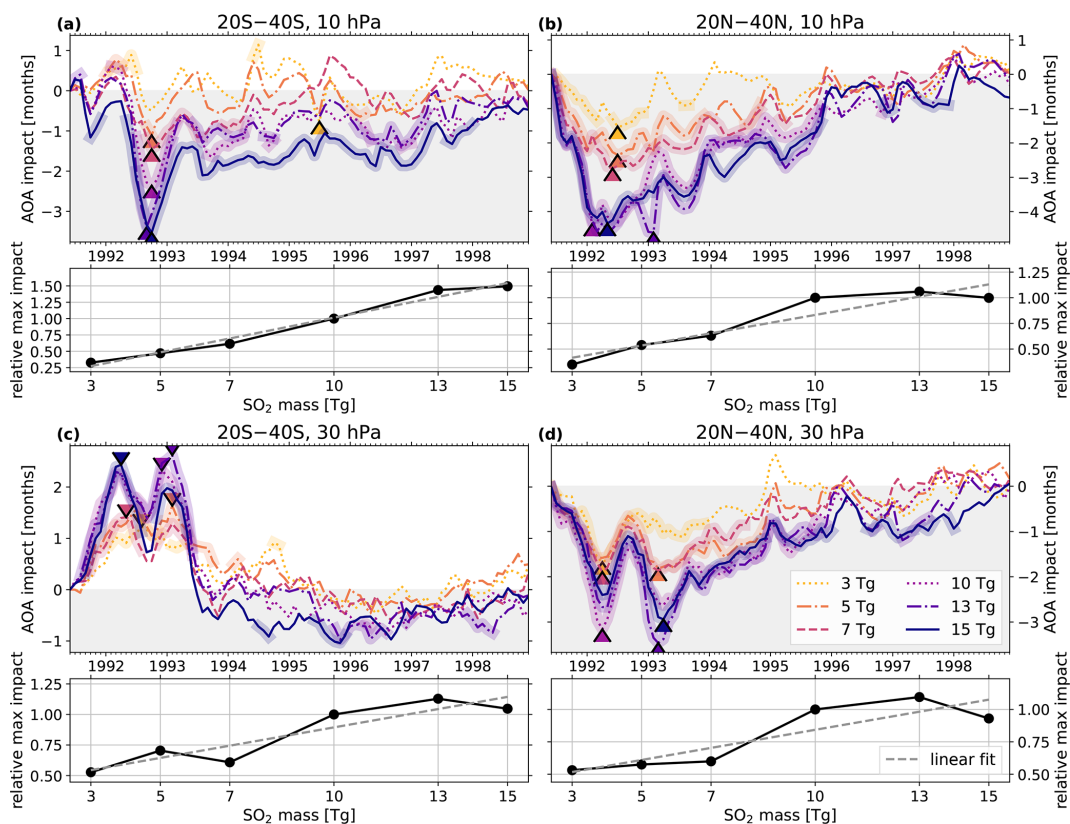 (a) 20S−40S, 10 hPa
(b) 20N−40N, 10 hPa
AOA impact [months]
1
0
−1
−2
−3
1
0
−1
−2
−3
−4
AOA impact [months]
1992 1993 1994 1995 1996 1997 1998
1992 1993 1994 1995 1996 1997 1998
relative max impact
1.50
1.25
1.00
0.75
0.50
0.25
1.25
1.00
0.75
0.50
relative max impact
3 5 7 10 13 15
3 5 7 10 13 15
SO₂ mass [Tg]
SO₂ mass [Tg]
(c) 20S−40S, 30 hPa
(d) 20N−40N, 30 hPa
AOA impact [months]
2
1
0
−1
0
−1
−2
−3
AOA impact [months]
3 Tg
5 Tg
7 Tg
10 Tg
13 Tg
15 Tg
1992 1993 1994 1995 1996 1997 1998
1992 1993 1994 1995 1996 1997 1998
relative max impact
1.25
1.00
0.75
0.50
1.00
0.75
0.50
relative max impact
linear fit
3 5 7 10 13 15
3 5 7 10 13 15
SO₂ mass [Tg]
SO₂ mass [Tg]